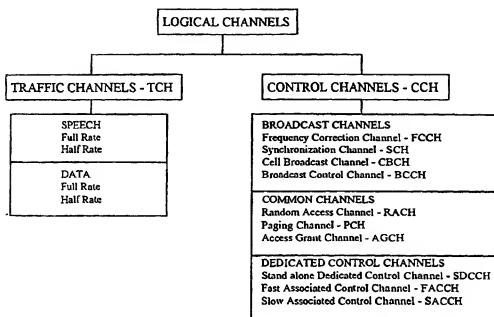 LOGICAL CHANNELS
TRAFFIC CHANNELS - TCH
SPEECH
Full Rate
Half Rate
DATA
Full Rate
Half Rate
CONTROL CHANNELS - CCH
BROADCAST CHANNELS
Frequency Correction Channel - FCCH
Synchronization Channel - SCH
Cell Broadcast Channel - CBCH
Broadcast Control Channel - BCCH
COMMON CHANNELS
Random Access Channel - RACH
Paging Channel - PCH
Access Grant Channel - AGCH
DEDICATED CONTROL CHANNELS
Stand alone Dedicated Control Channel - SDCCH
Fast Associated Control Channel - FACCH
Slow Associated Control Channel - SACCH